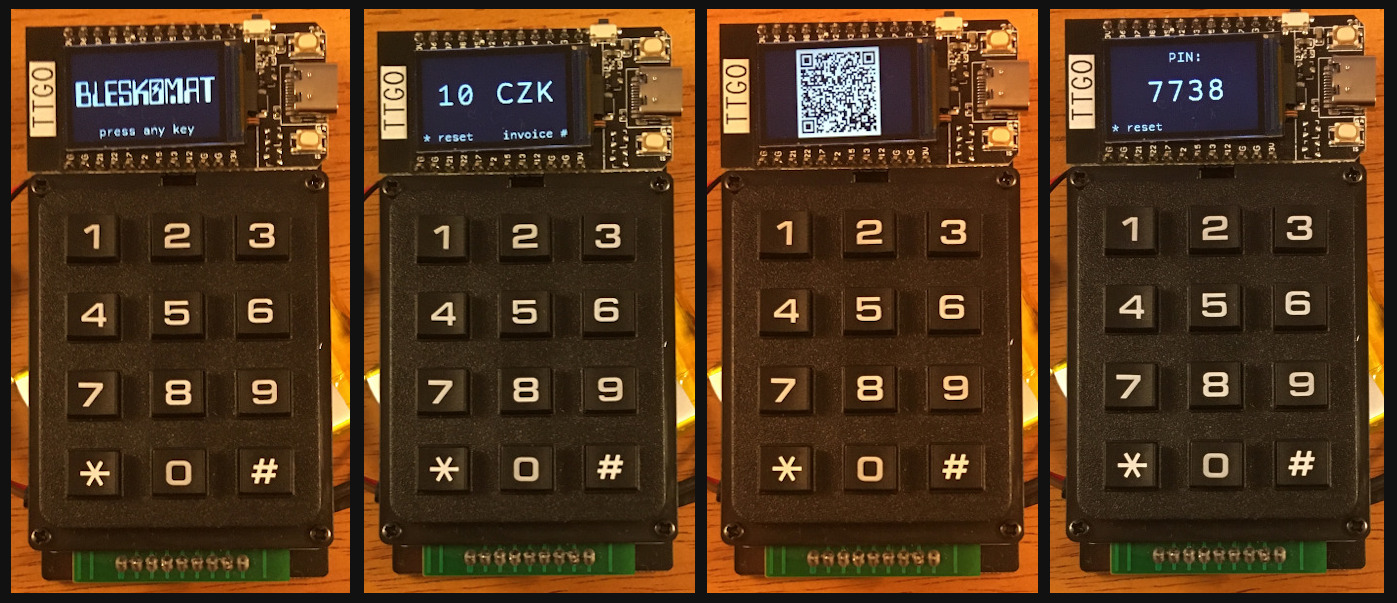 TTGO
BLESKOMAT
press any key
1 2 3
4 5 6
7 8 9
* 0 #
TTGO
10 CZK
* reset invoice #
1 2 3
4 5 6
7 8 9
* 0 #
TTGO
1 2 3
4 5 6
7 8 9
* 0 #
TTGO
PIN:
7738
* reset
1 2 3
4 5 6
7 8 9
* 0 #